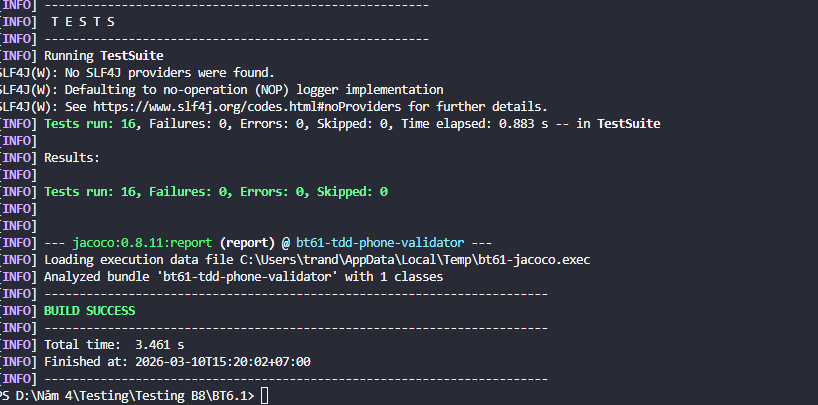 [INFO] -------------------------------------------------------
[INFO]  T E S T S
[INFO] -------------------------------------------------------
[INFO] Running TestSuite
SLF4J(W): No SLF4J providers were found.
SLF4J(W): Defaulting to no-operation (NOP) logger implementation
SLF4J(W): See https://www.slf4j.org/codes.html#noProviders for further details.
[INFO] Tests run: 16, Failures: 0, Errors: 0, Skipped: 0, Time elapsed: 0.883 s -- in TestSuite
[INFO]
[INFO] Results:
[INFO]
[INFO] Tests run: 16, Failures: 0, Errors: 0, Skipped: 0
[INFO]
[INFO]
[INFO] --- jacoco:0.8.11:report (report) @ bt61-tdd-phone-validator ---
[INFO] Loading execution data file C:\Users\trand\AppData\Local\Temp\bt61-jacoco.exec
[INFO] Analyzed bundle 'bt61-tdd-phone-validator' with 1 classes
[INFO] ------------------------------------------------------------------------
[INFO] BUILD SUCCESS
[INFO] ------------------------------------------------------------------------
[INFO] Total time:  3.461 s
[INFO] Finished at: 2026-03-10T15:20:02+07:00
[INFO] ------------------------------------------------------------------------
PS D:\Năm 4\Testing\Testing B8\BT6.1>